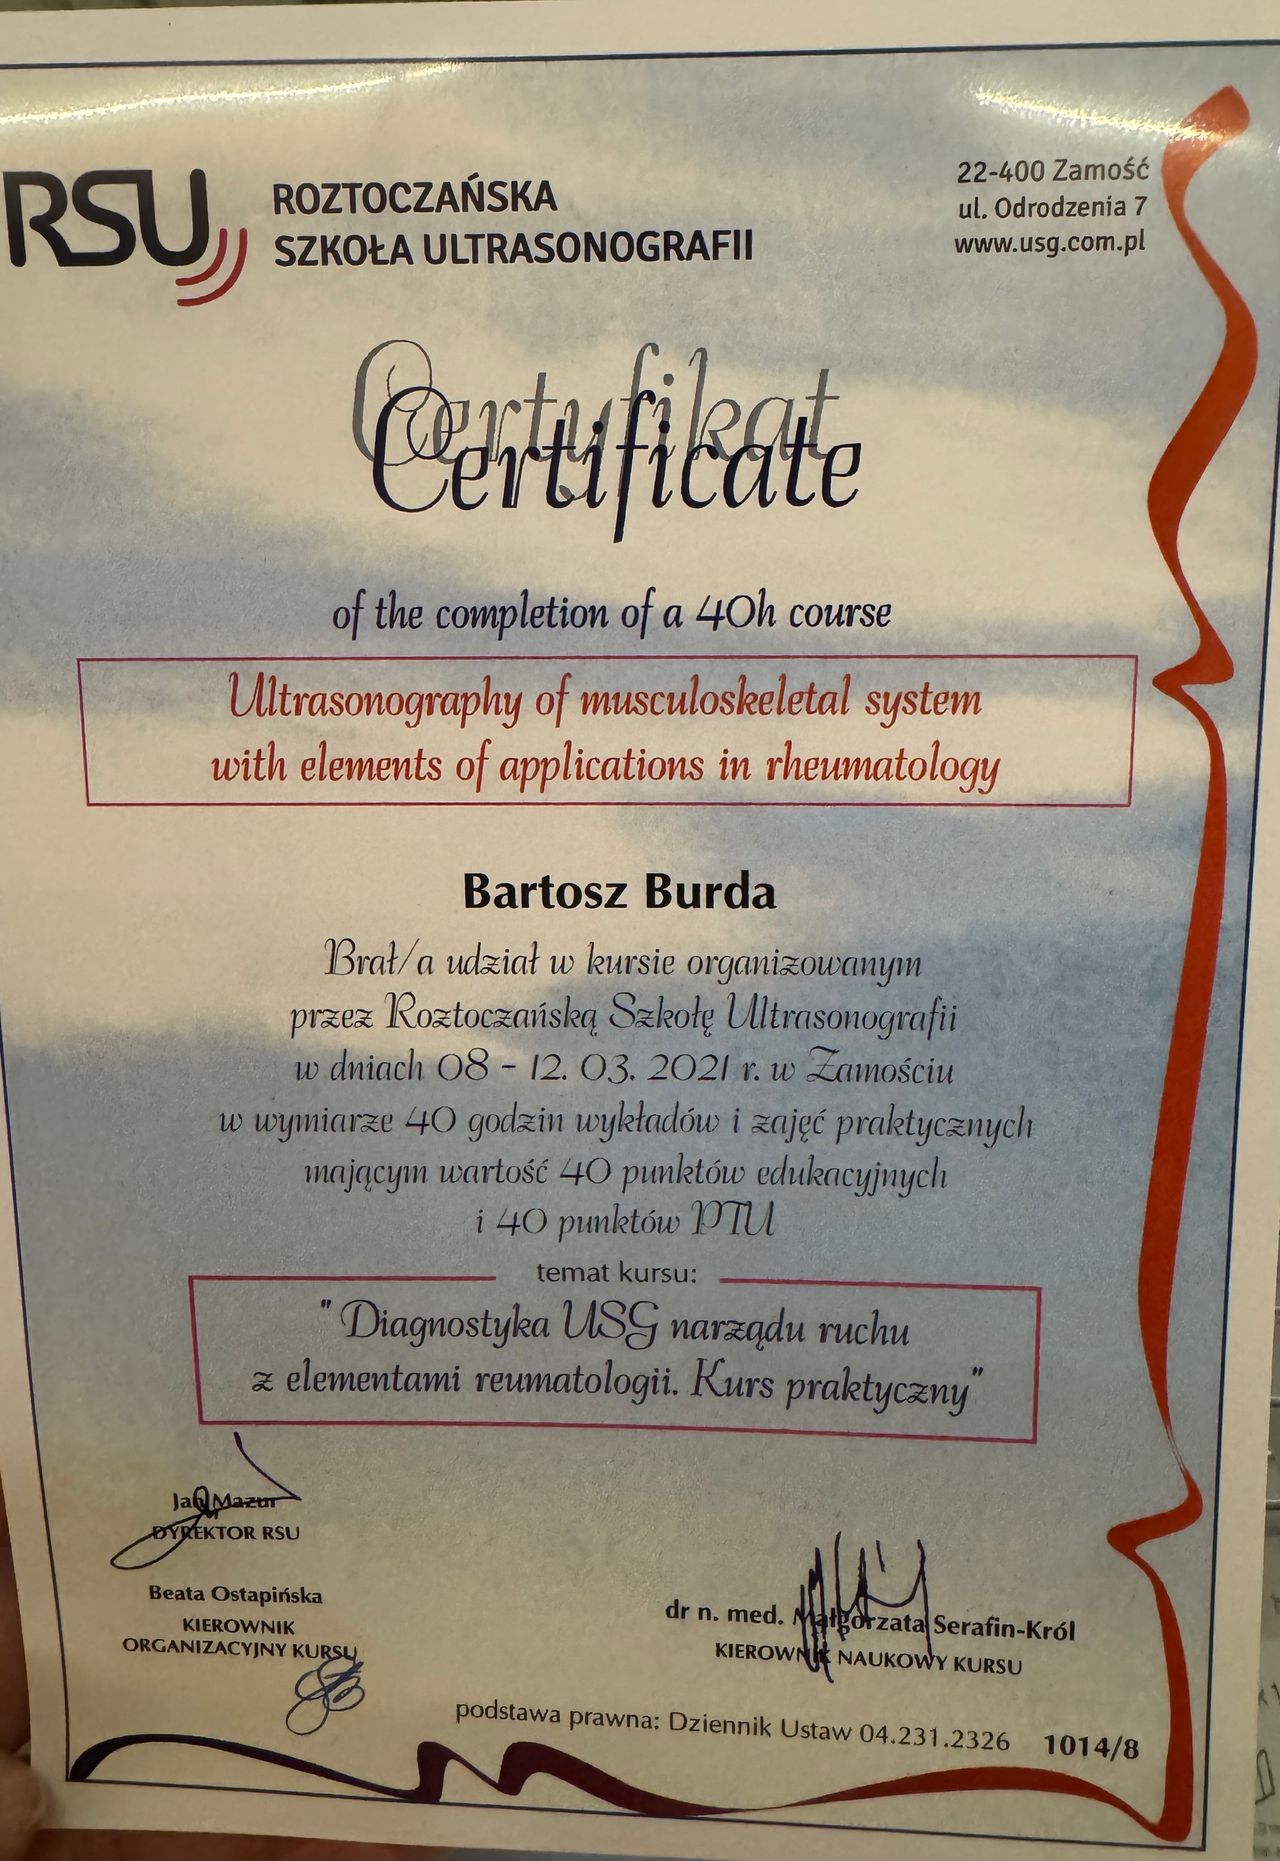 RSU
ROZTOCZAŃSKA
SZKOŁA ULTRASONOGRAFII
22-400 Zamość
ul. Odrodzenia 7
www.usg.com.pl
Certyfikat
Certificate
of the completion of a 40h course
Ultrasonography of musculoskeletal system
with elements of applications in rheumatology
Bartosz Burda
Brał/a udział w kursie organizowanym
przez Roztoczańską Szkołę Ultrasonografii
w dniach 08 - 12. 03. 2021 r. w Zamościu
w wymiarze 40 godzin wykładów i zajęć praktycznych
mającym wartość 40 punktów edukacyjnych
i 40 punktów PTU
temat kursu:
"Diagnostyka USG narządu ruchu
z elementami reumatologii. Kurs praktyczny"
Jan Mazur
DYREKTOR RSU
Beata Ostapińska
KIEROWNIK
ORGANIZACYJNY KURSU
dr n. med. Małgorzata Serafin-Król
KIEROWNIK NAUKOWY KURSU
podstawa prawna: Dziennik Ustaw 04.231.2326 1014/8